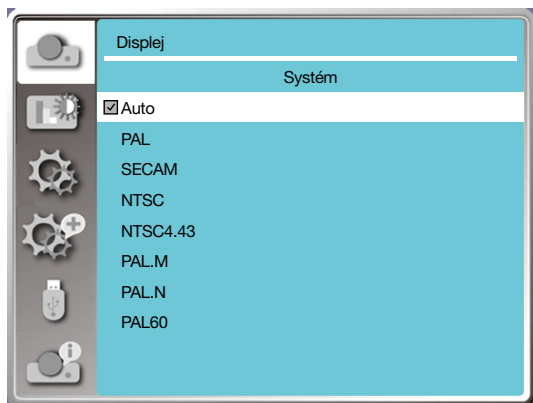 Displej
Systém
Auto
PAL
SECAM
NTSC
NTSC4.43
PAL.M
PAL.N
PAL60